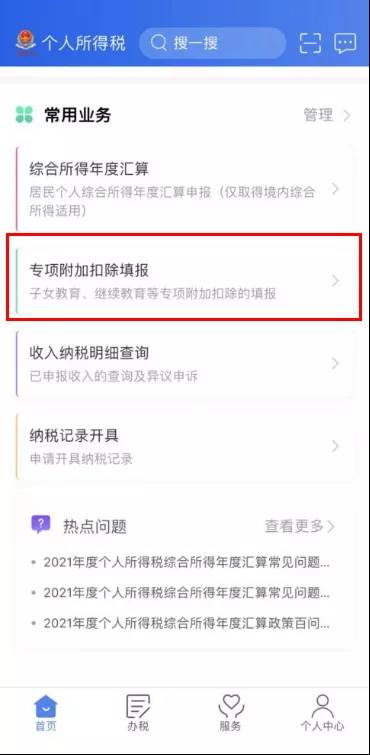 个人所得税
搜一搜
常用业务
管理
综合所得年度汇算
居民个人综合所得年度汇算申报（仅取得境内综合
所得适用）
专项附加扣除填报
子女教育、继续教育等专项附加扣除的填报
收入纳税明细查询
已申报收入的查询及异议申诉
纳税记录开具
申请开具纳税记录
热点问题
查看更多
2021年度个人所得税综合所得年度汇算常见问题...
2021年度个人所得税综合所得年度汇算常见问题...
2021年度个人所得税综合所得年度汇算政策百问...
首页
办税
服务
个人中心